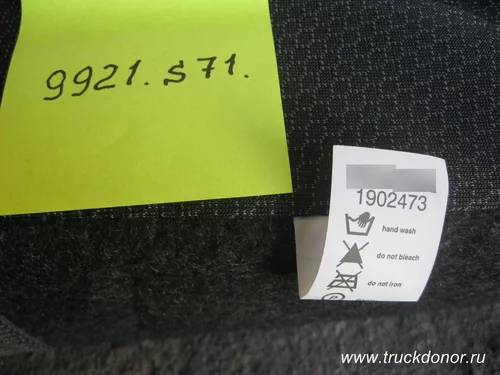 9921. S71.
1902473
hand wash
do not bleach
do not iron
www.truckdonor.ru